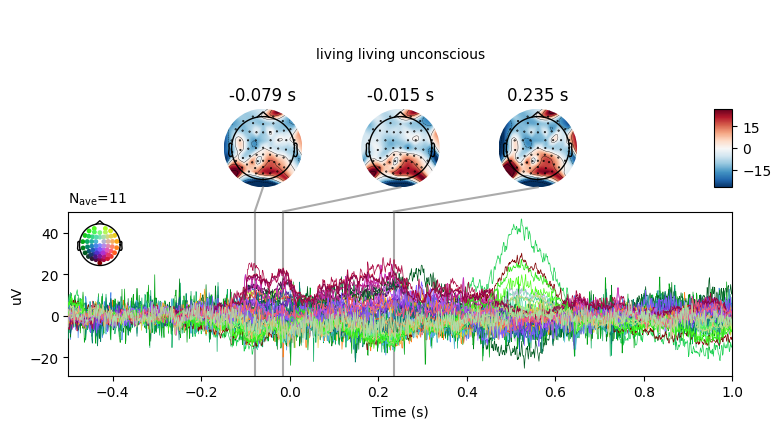 living living unconscious
-0.079 s
-0.015 s
0.235 s
15
0
−15
Nave=11
40
20
0
−20
uV
−0.4
−0.2
0.0
0.2
0.4
0.6
0.8
1.0
Time (s)